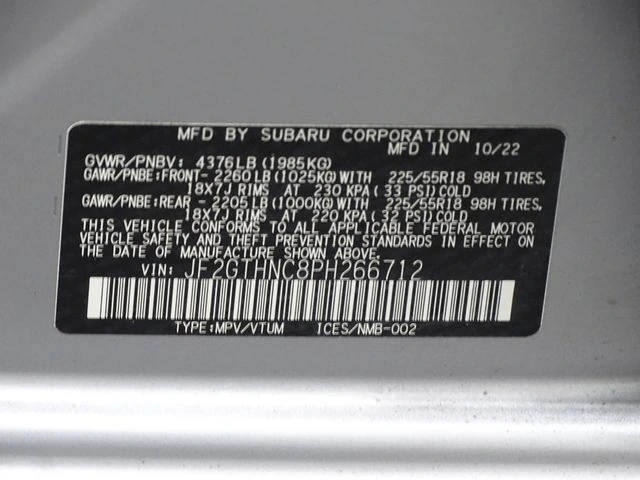 MFD BY SUBARU CORPORATION
MFD IN 10/22
GVWR/PNBV: 4376LB(1985KG)
GAWR/PNBE:FRONT- 2260LB(1025KG)WITH 225/55R18 98H TIRES,
18X7J RIMS AT 230 KPA(33 PSI)COLD
GAWR/PNBE:REAR - 2205LB(1000KG)WITH 225/55R18 98H TIRES,
18X7J RIMS AT 220 KPA(32 PSI)COLD
THIS VEHICLE CONFORMS TO ALL APPLICABLE FEDERAL MOTOR
VEHICLE SAFETY AND THEFT PREVENTION STANDARDS IN EFFECT ON
THE DATE OF MANUFACTURE SHOWN ABOVE.
VIN: JF2GTHNC8PH266712
TYPE:MPV/VTUM ICES/NMB-002